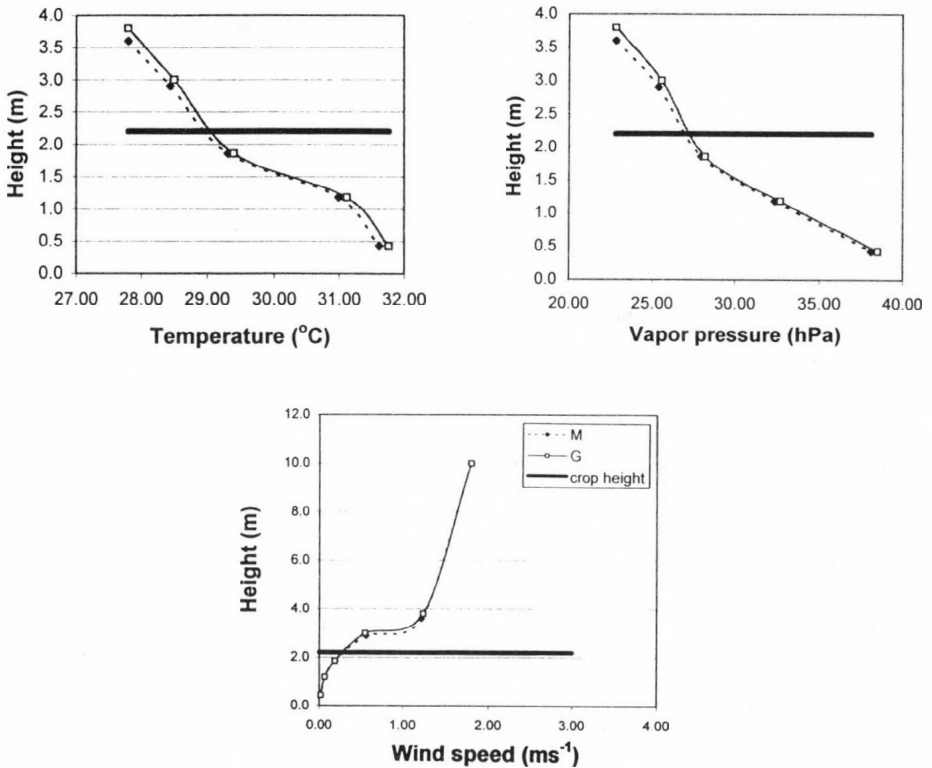 4.0
3.5
3.0
2.5
2.0
1.5
1.0
0.5
0.0
Height (m)
27.00 28.00 29.00 30.00 31.00 32.00
Temperature (°C)
4.0
3.5
3.0
2.5
2.0
1.5
1.0
0.5
0.0
Height (m)
20.00 25.00 30.00 35.00 40.00
Vapor pressure (hPa)
12.0
10.0
8.0
6.0
4.0
2.0
0.0
Height (m)
M
G
crop height
0.00 1.00 2.00 3.00 4.00
Wind speed (ms⁻¹)